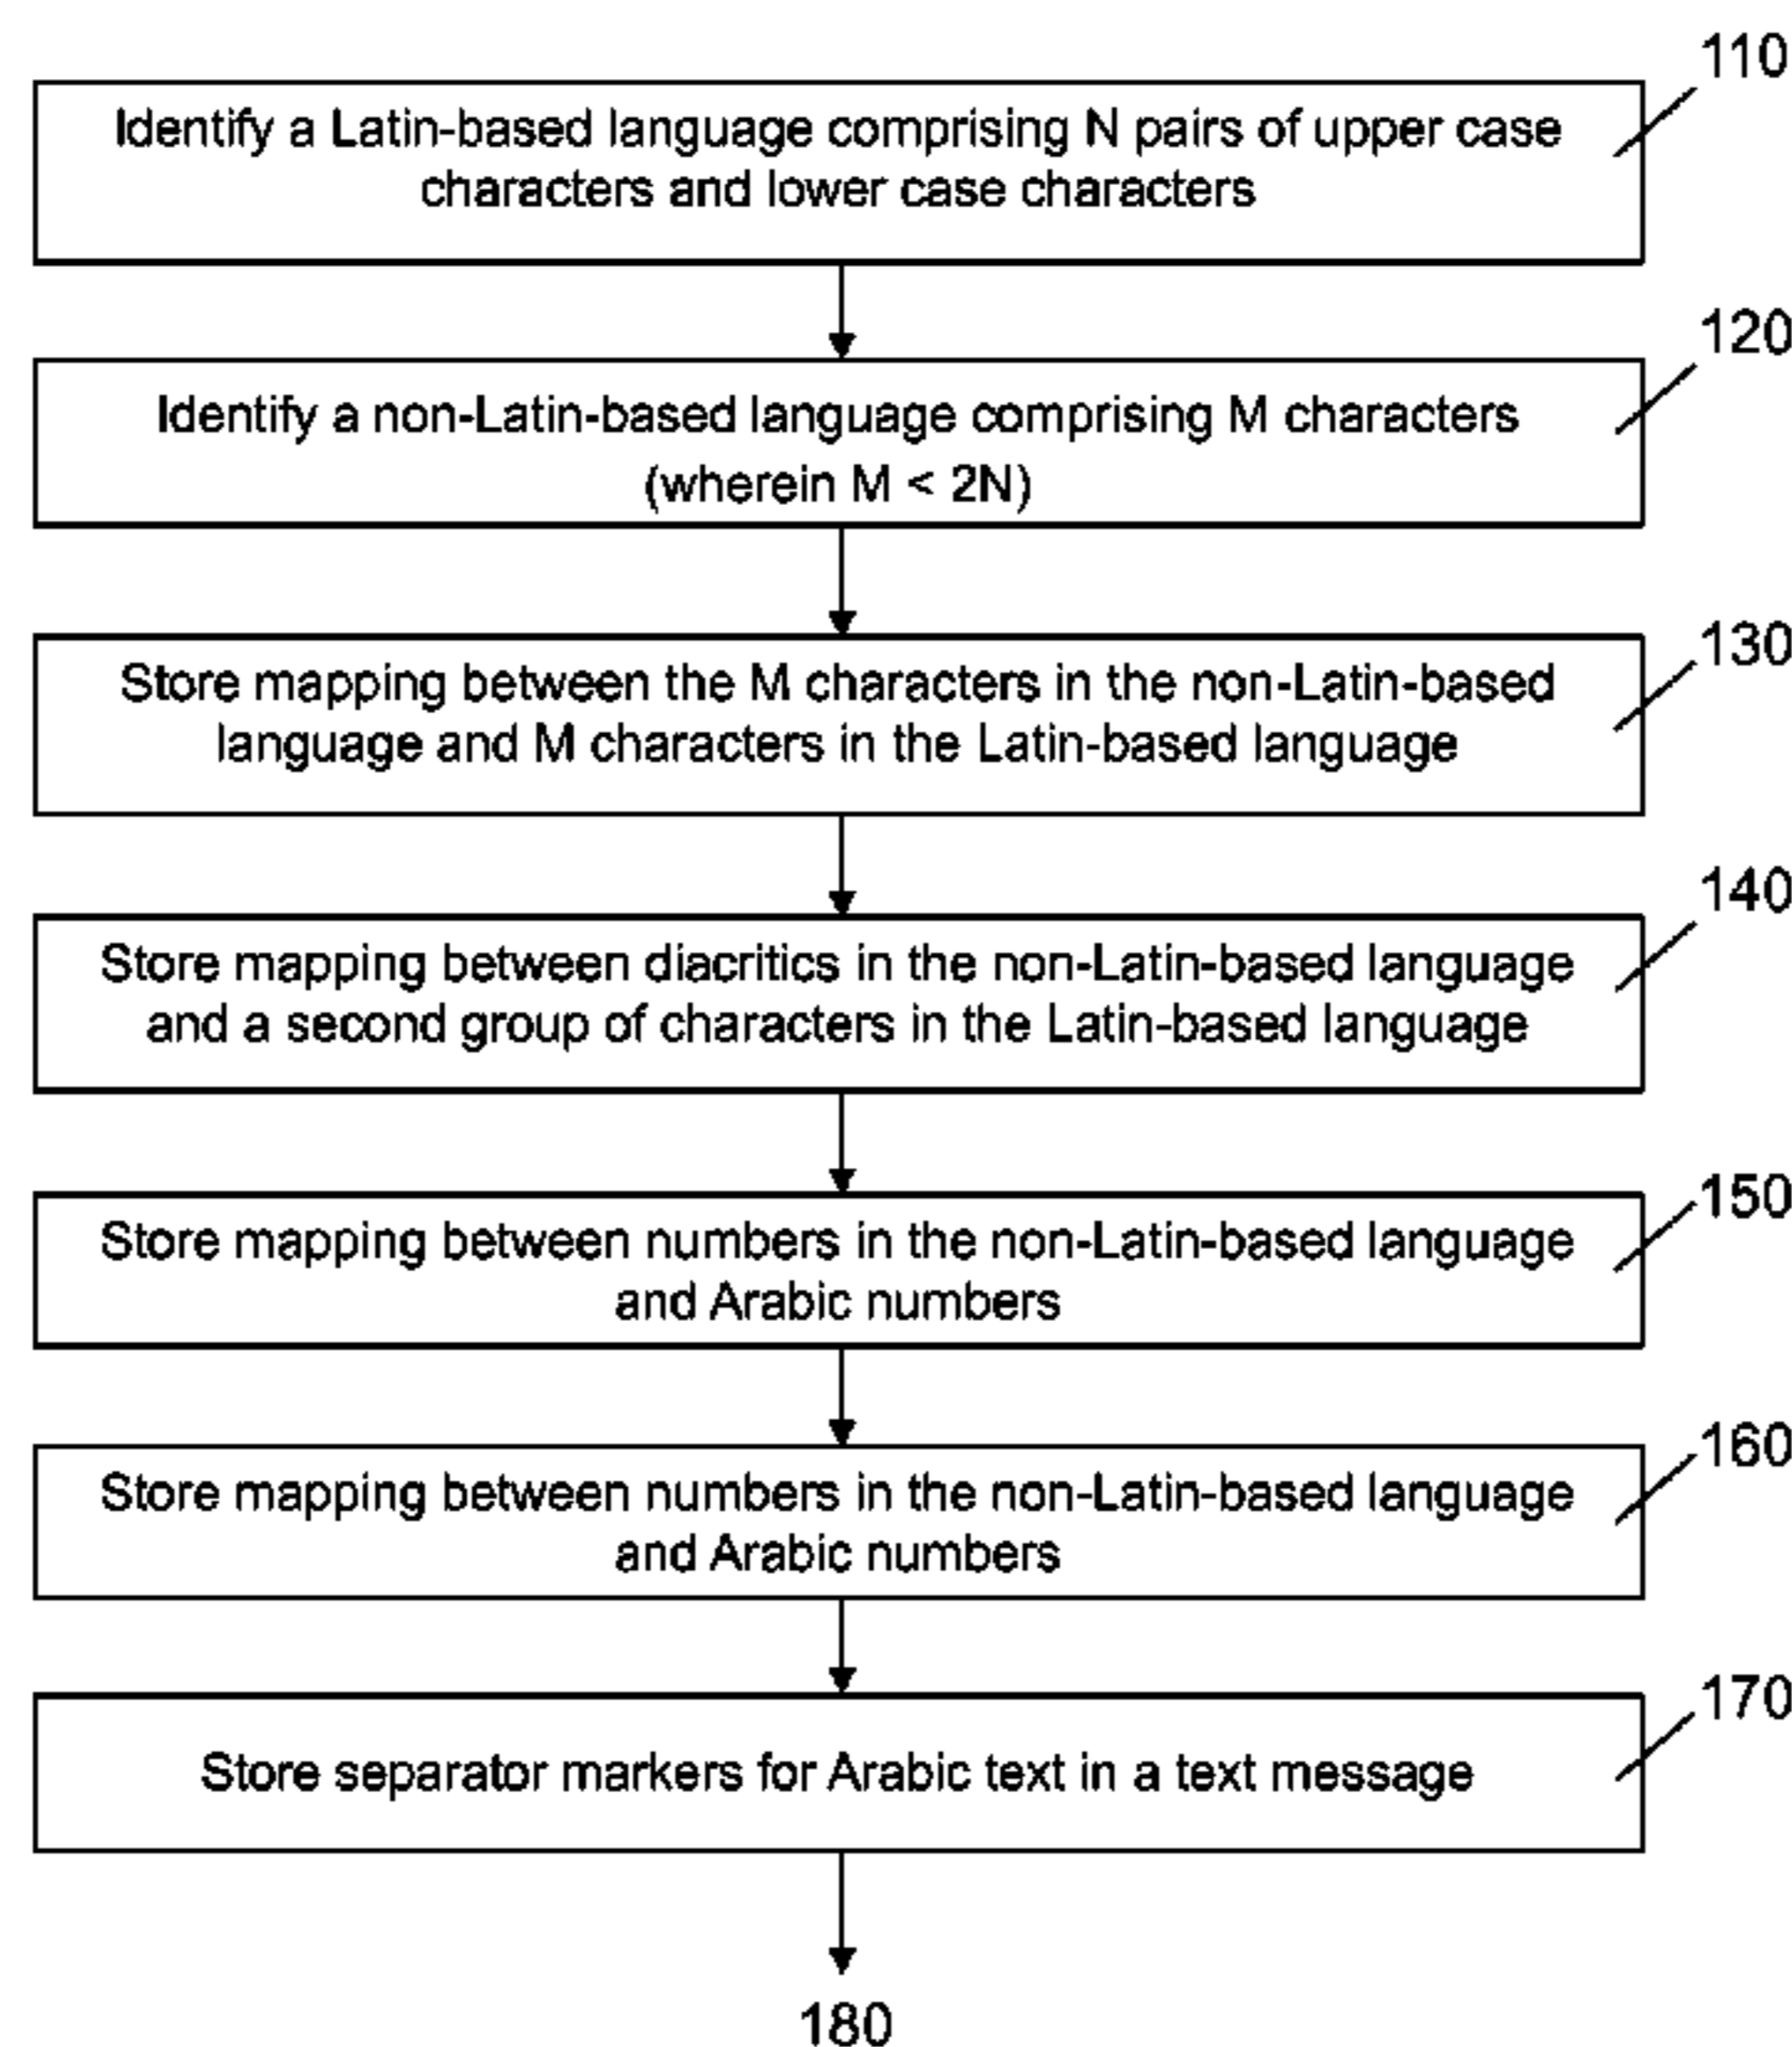 110
Identify a Latin-based language comprising N pairs of upper case
characters and lower case characters
120
Identify a non-Latin-based language comprising M characters
(wherein M < 2N)
130
Store mapping between the M characters in the non-Latin-based
language and M characters in the Latin-based language
140
Store mapping between diacritics in the non-Latin-based language
and a second group of characters in the Latin-based language
150
Store mapping between numbers in the non-Latin-based language
and Arabic numbers
160
Store mapping between numbers in the non-Latin-based language
and Arabic numbers
170
Store separator markers for Arabic text in a text message
180